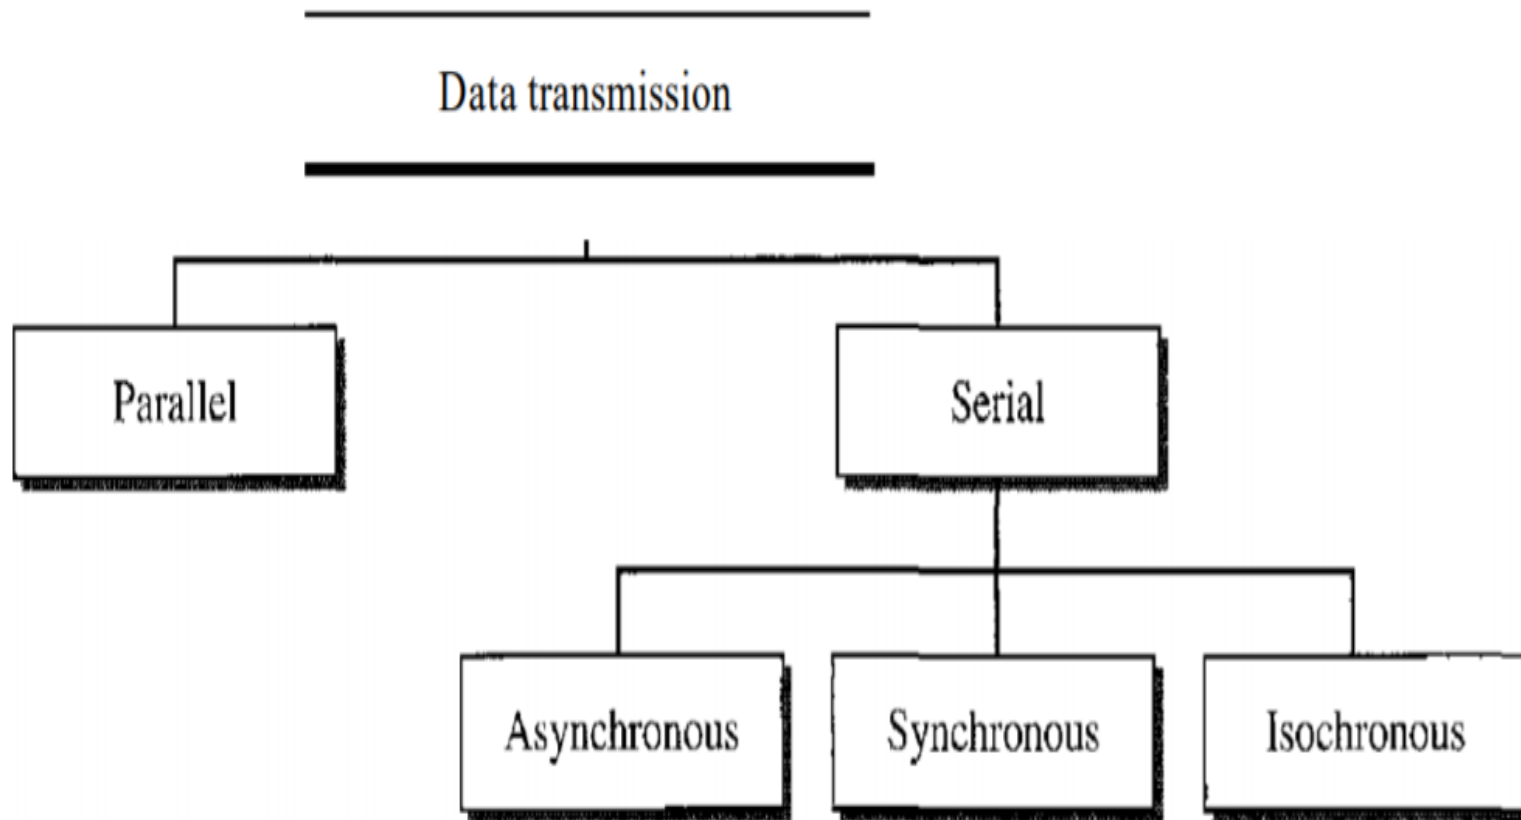 Data transmission
Parallel
Serial
Asynchronous
Synchronous
Isochronous